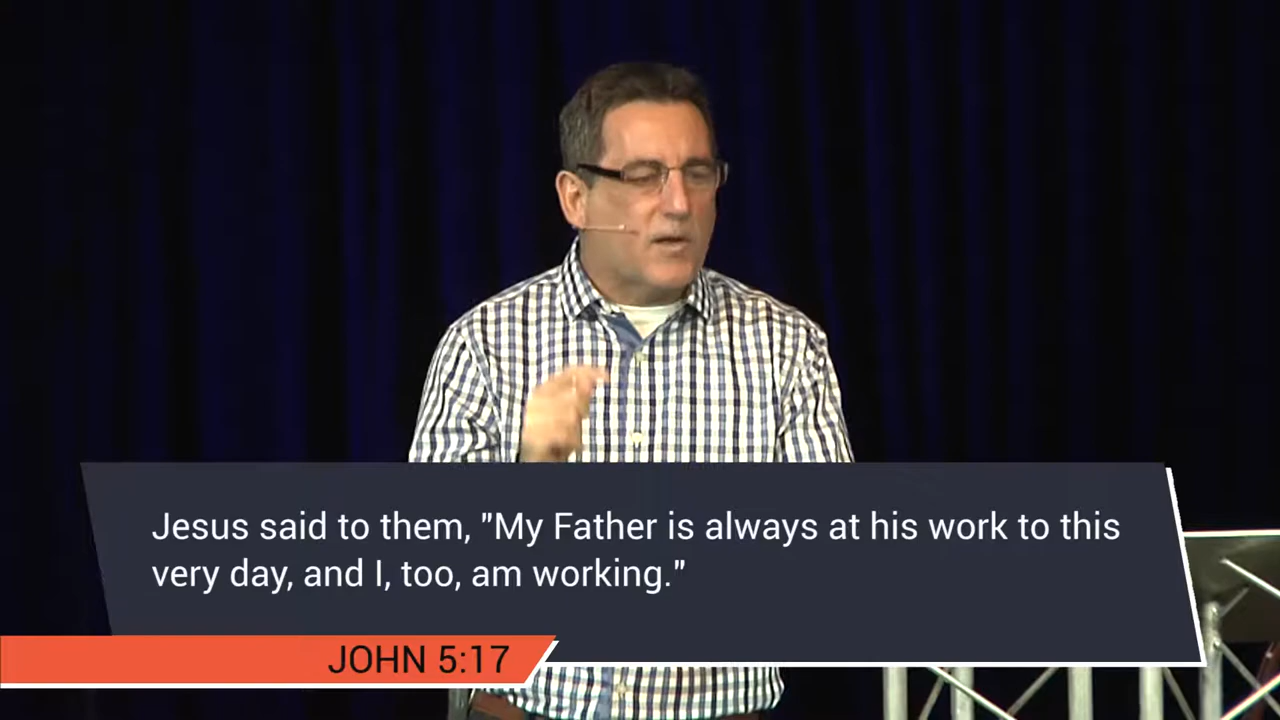 Jesus said to them, "My Father is always at his work to this
very day, and I, too, am working."
JOHN 5:17